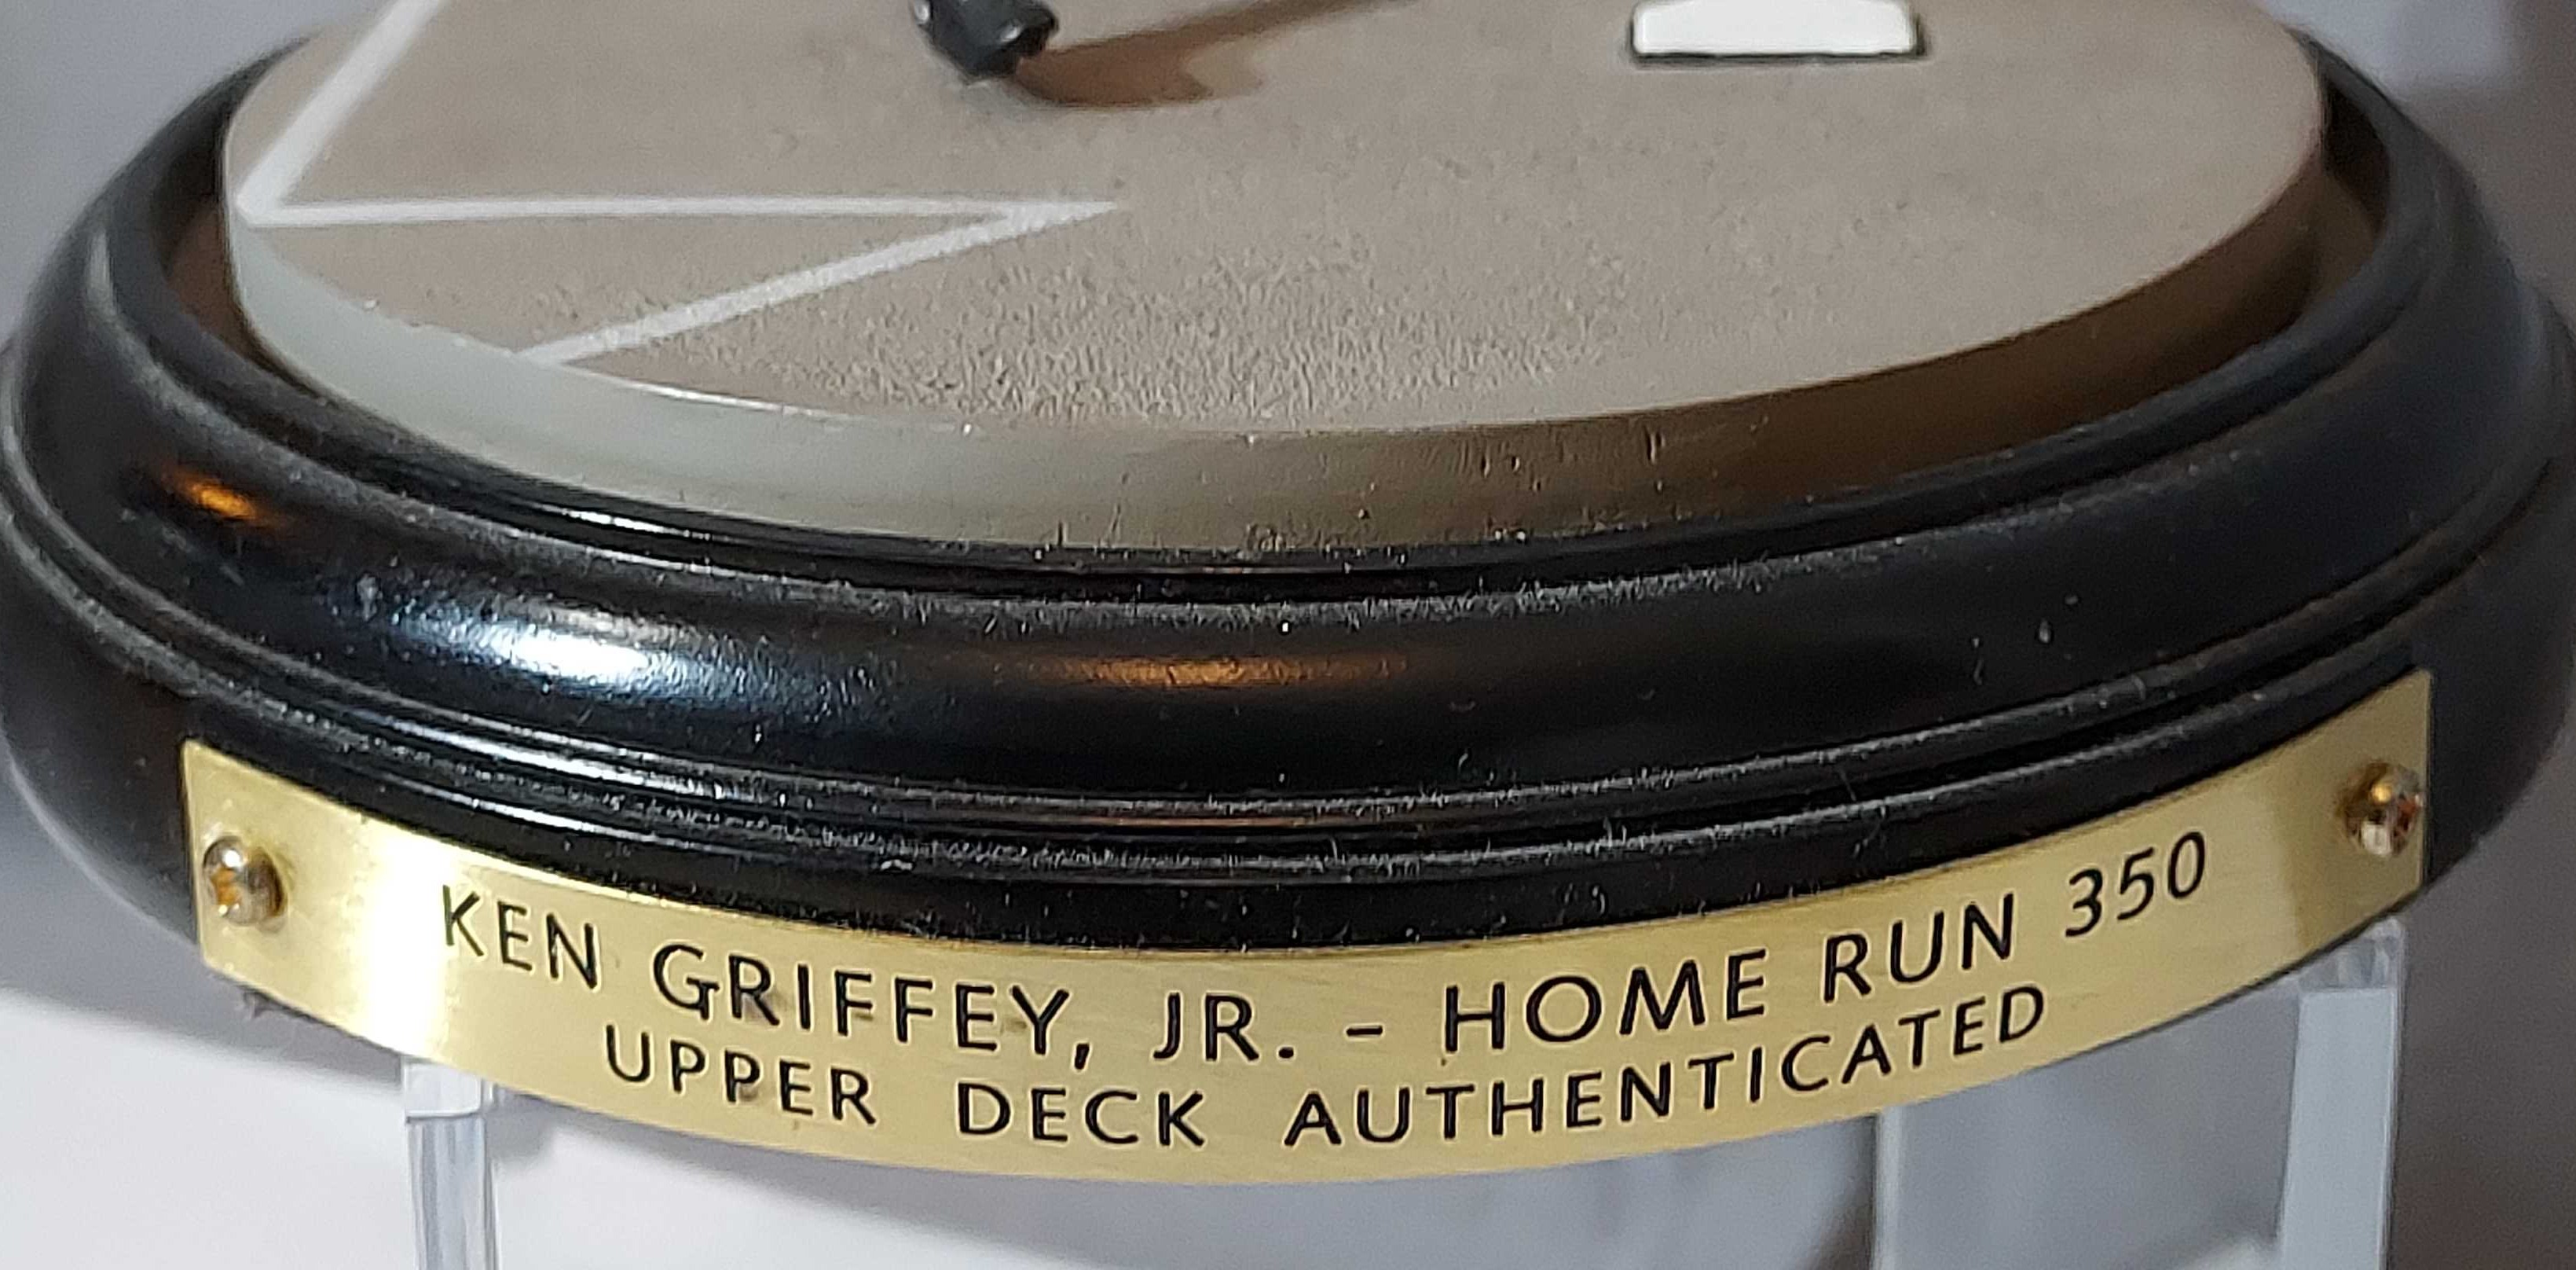 KEN GRIFFEY, JR. - HOME RUN 350
UPPER DECK AUTHENTICATED